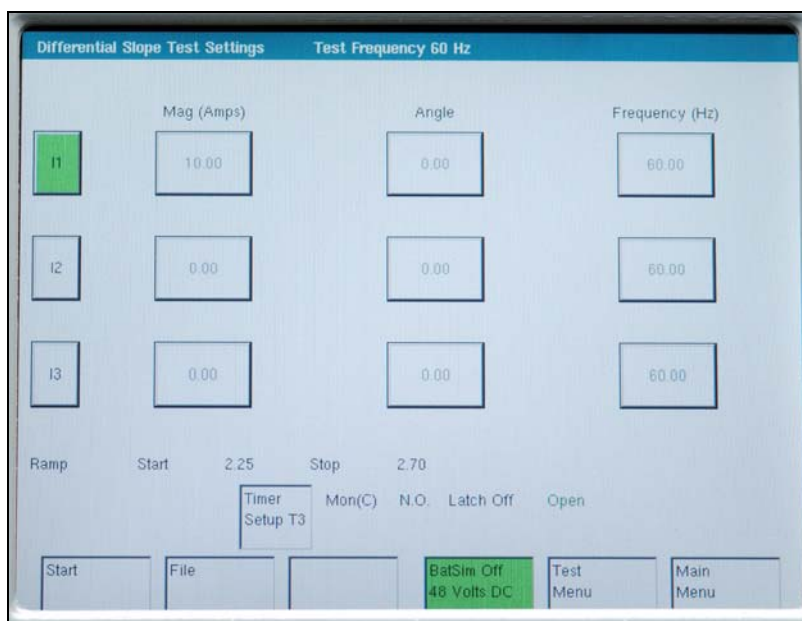 Differential Slope Test Settings Test Frequency 60 Hz
Mag (Amps) Angle Frequency (Hz)
I1 10.00 0.00 60.00
I2 0.00 0.00 60.00
I3 0.00 0.00 60.00
Ramp Start 2.25 Stop 2.70
Timer Setup T3 Mon(C) N.O. Latch Off Open
Start File BatSim Off Test Main
48 Volts DC Menu Menu